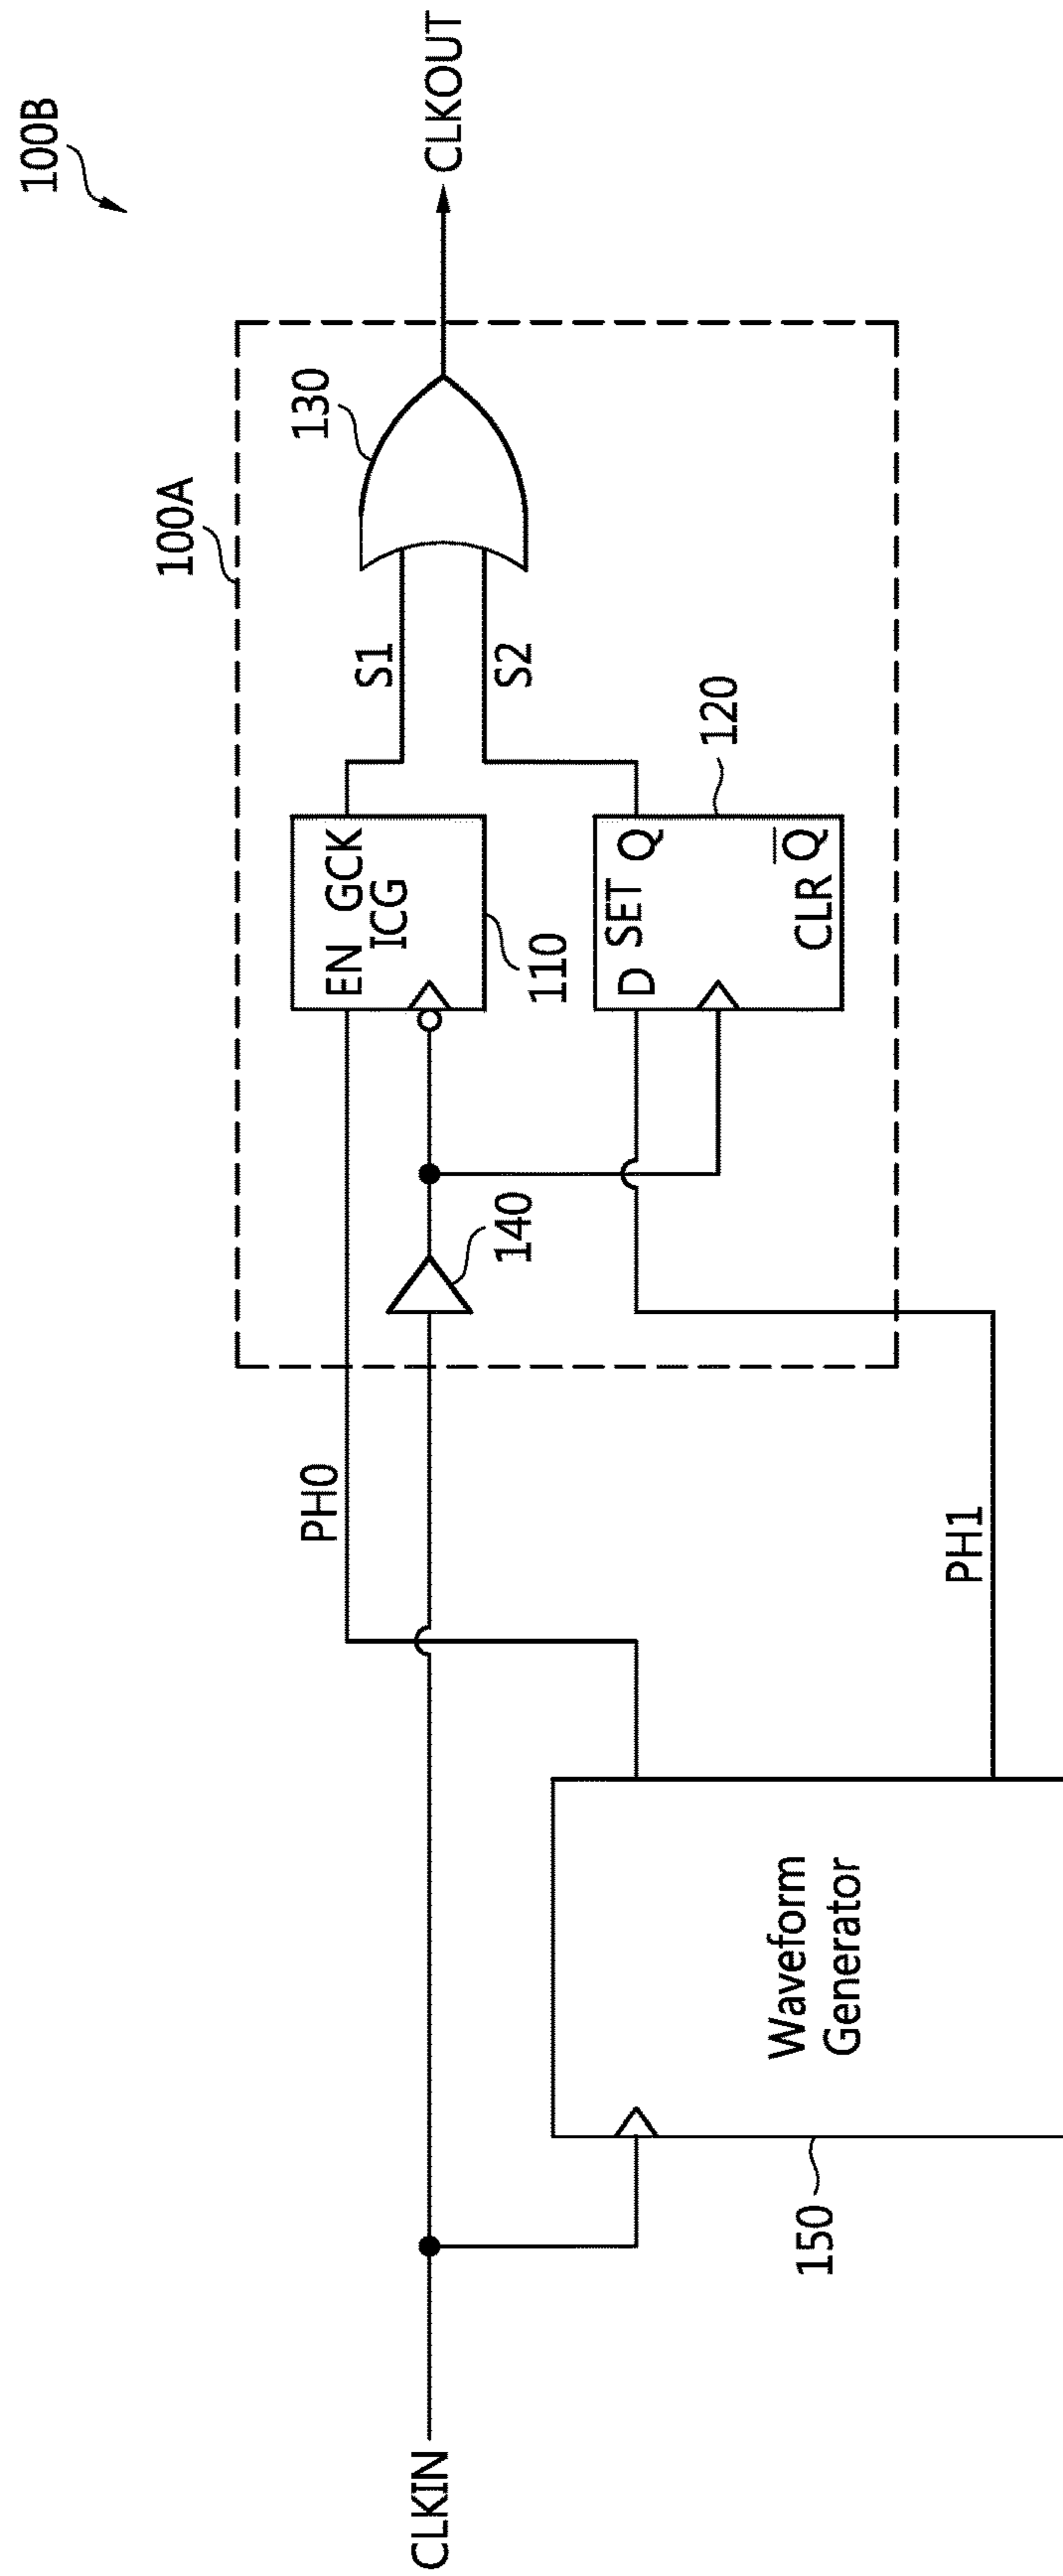 100B
100A
130
CLKOUT
S1
S2
EN GCK
ICG
110
D SET Q
CLR Q̅
120
140
PH0
PH1
Waveform
Generator
150
CLKIN